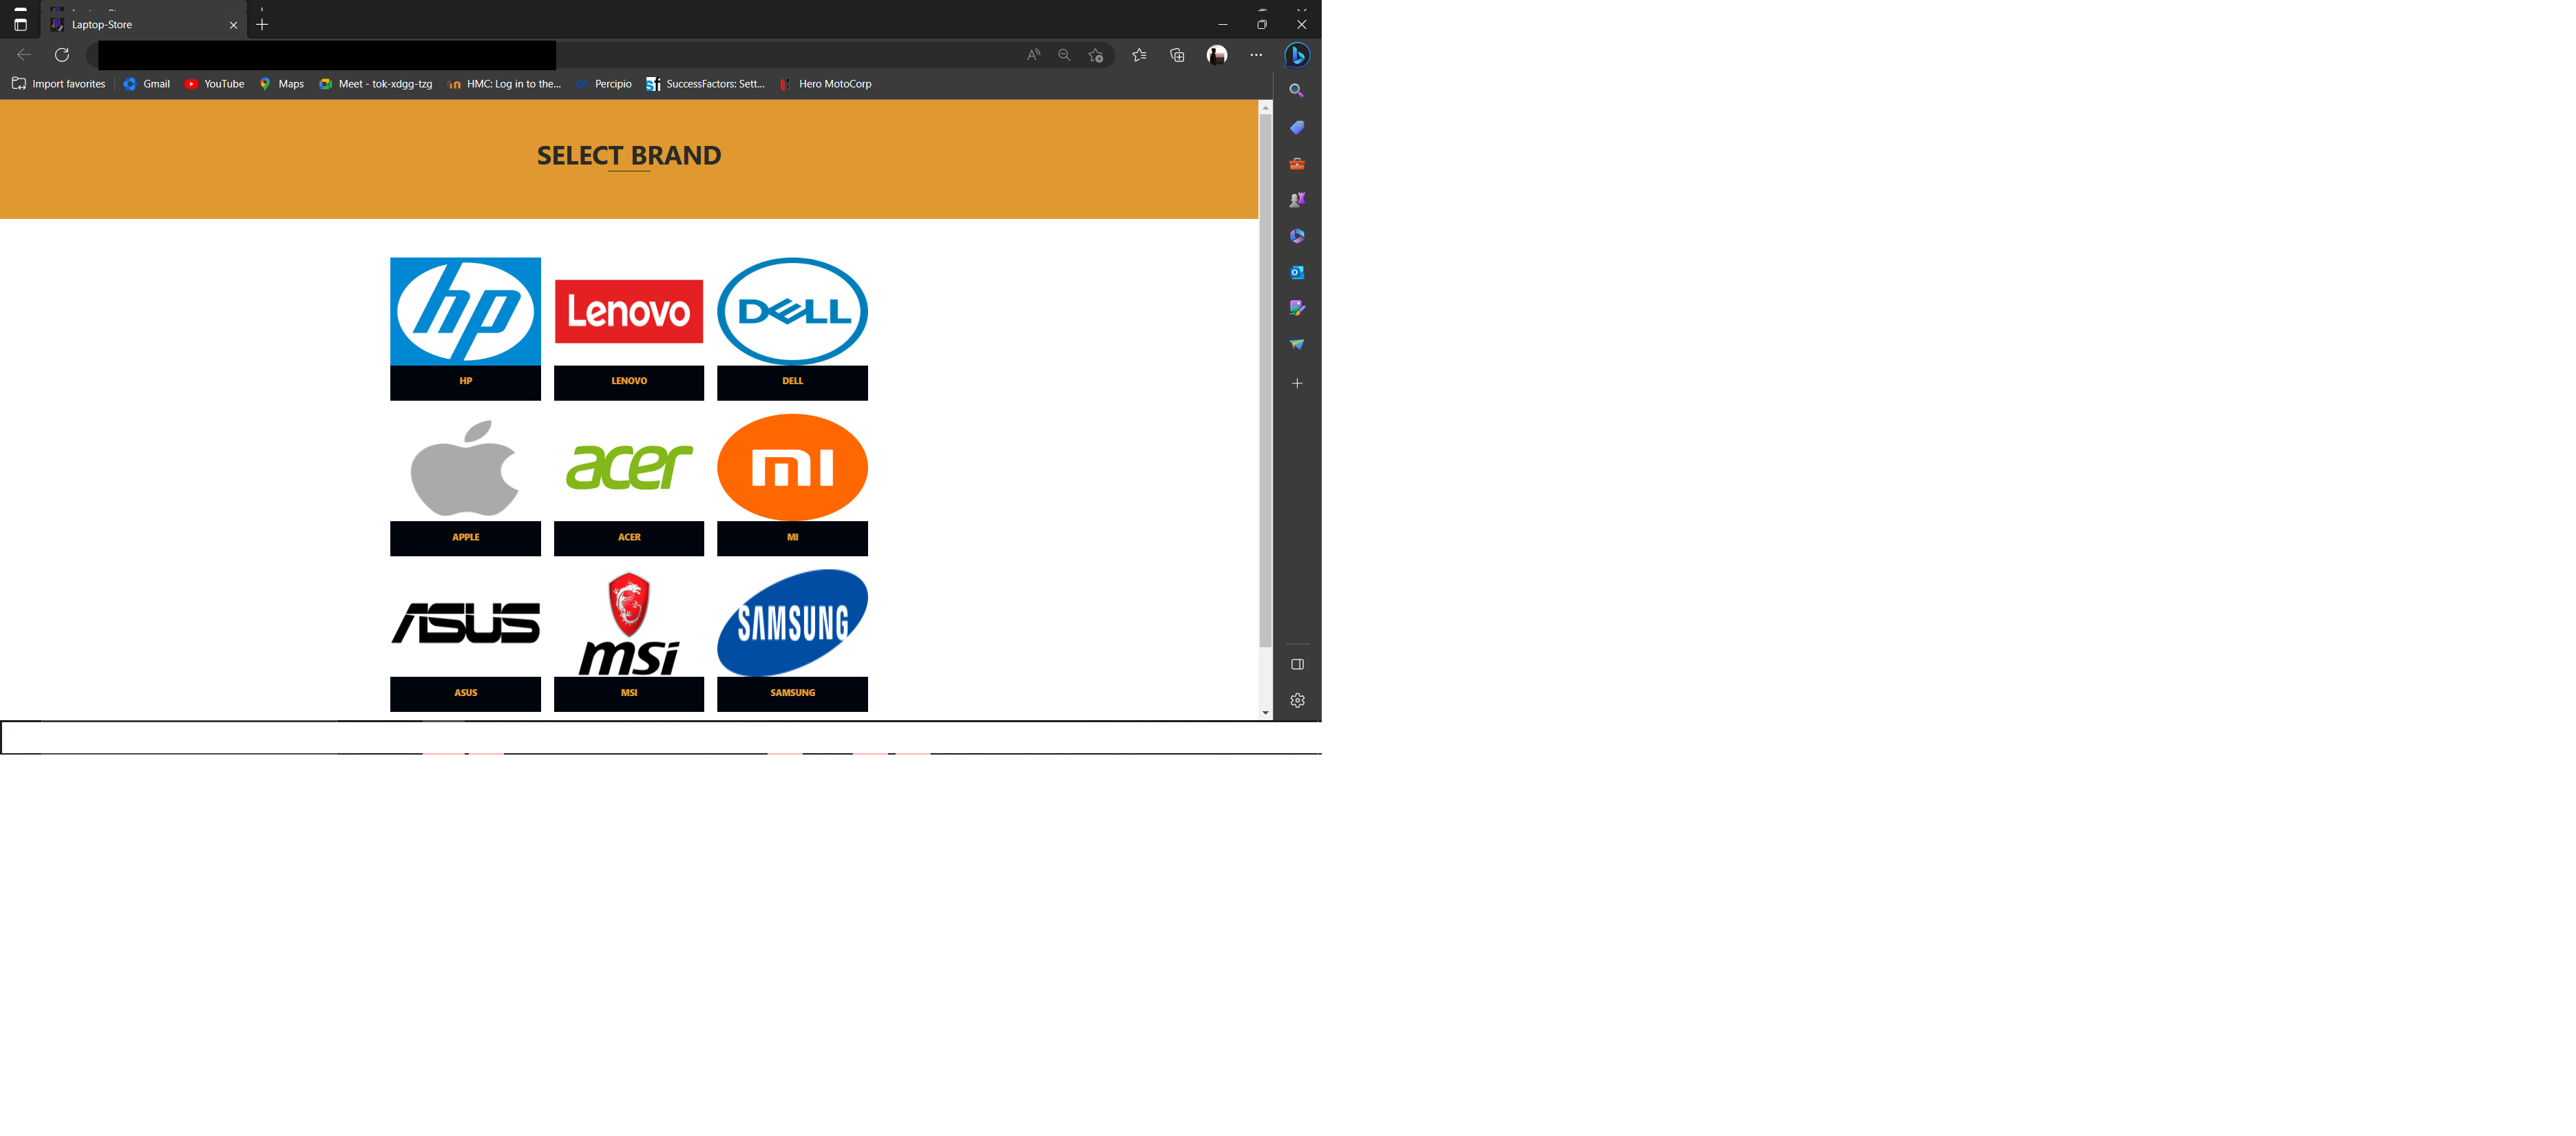 Laptop-Store
Import favorites Gmail YouTube Maps Meet - tok-xdgg-tzg HMC: Log in to the... Percipio SuccessFactors: Sett... Hero MotoCorp
SELECT BRAND
hp Lenovo DELL
HP LENOVO DELL
acer mi
APPLE ACER MI
ASUS msi SAMSUNG
ASUS MSI SAMSUNG